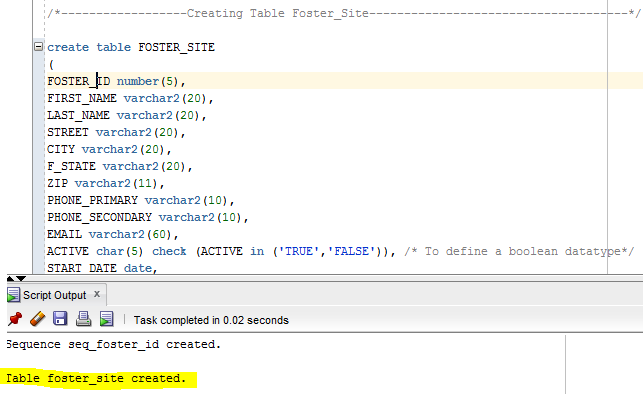 /*------------------Creating Table Foster_Site-------------------------------------*/
create table FOSTER_SITE
(
FOSTER_ID number(5),
FIRST_NAME varchar2(20),
LAST_NAME varchar2(20),
STREET varchar2(20),
CITY varchar2(20),
F_STATE varchar2(20),
ZIP varchar2(11),
PHONE_PRIMARY varchar2(10),
PHONE_SECONDARY varchar2(10),
EMAIL varchar2(60),
ACTIVE char(5) check (ACTIVE in ('TRUE','FALSE')), /* To define a boolean datatype*/
START_DATE date,
Script Output x
Task completed in 0.02 seconds
Sequence seq_foster_id created.
Table foster_site created.